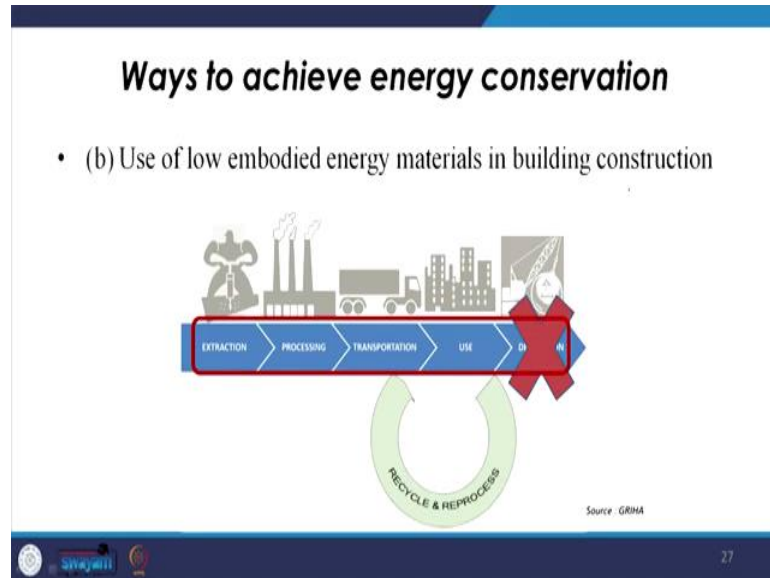 Ways to achieve energy conservation
• (b) Use of low embodied energy materials in building construction
EXTRACTION
PROCESSING
TRANSPORTATION
USE
RECYCLE & REPROCESS
Source : GRIHA
swayam
27